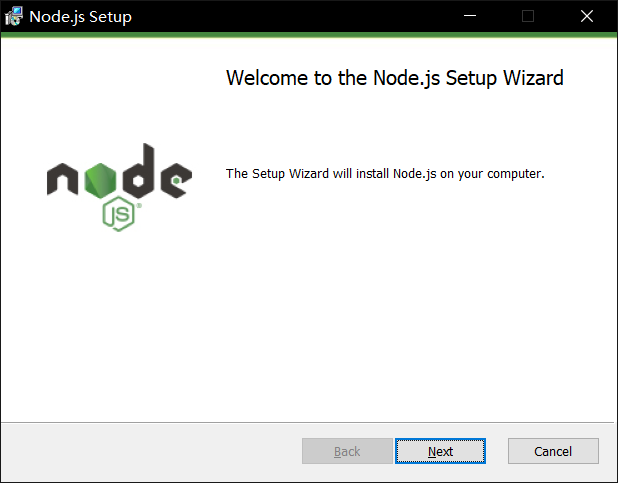 Node.js Setup
Welcome to the Node.js Setup Wizard
node
JS
The Setup Wizard will install Node.js on your computer.
Back
Next
Cancel